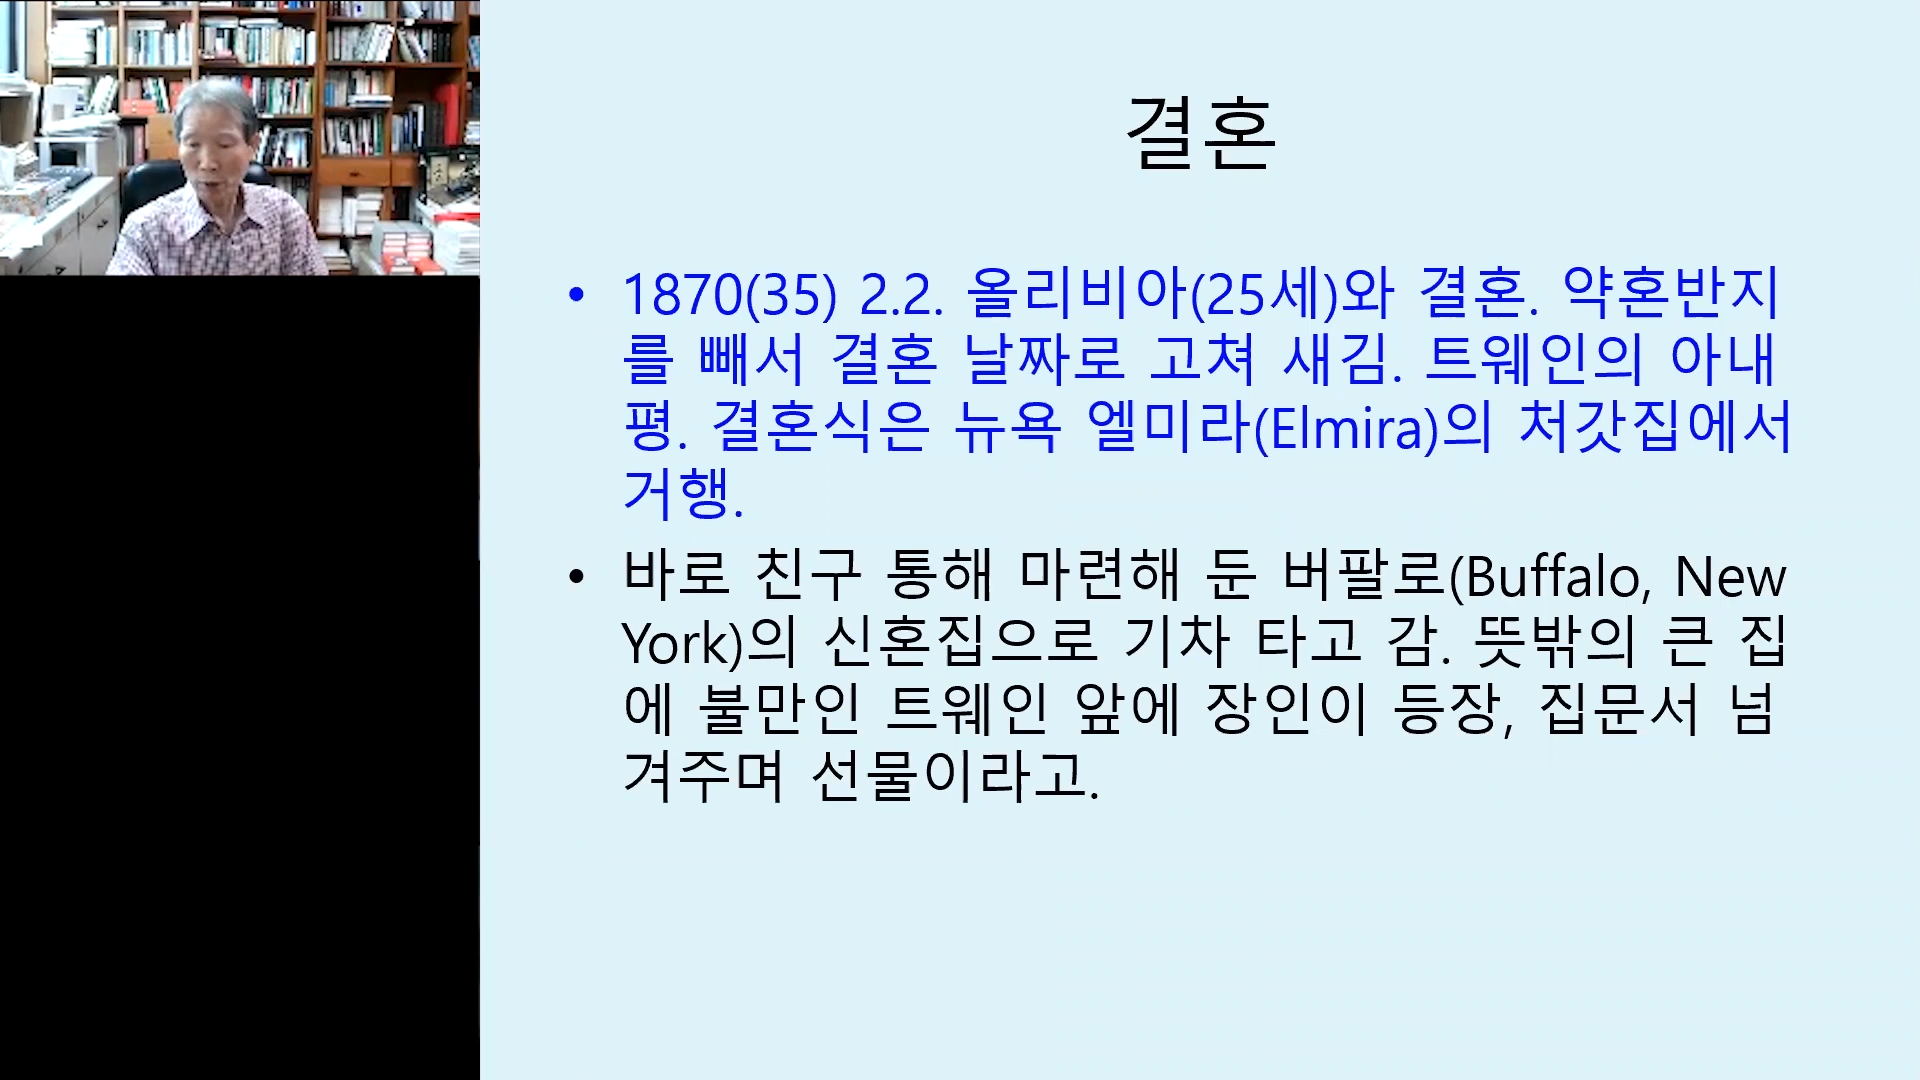 결혼
• 1870(35) 2.2. 올리비아(25세)와 결혼. 약혼반지
를 빼서 결혼 날짜로 고쳐 새김. 트웨인의 아내
평. 결혼식은 뉴욕 엘미라(Elmira)의 처갓집에서
거행.
• 바로 친구 통해 마련해 둔 버팔로(Buffalo, New
York)의 신혼집으로 기차 타고 감. 뜻밖의 큰 집
에 불만인 트웨인 앞에 장인이 등장, 집문서 넘
겨주며 선물이라고.